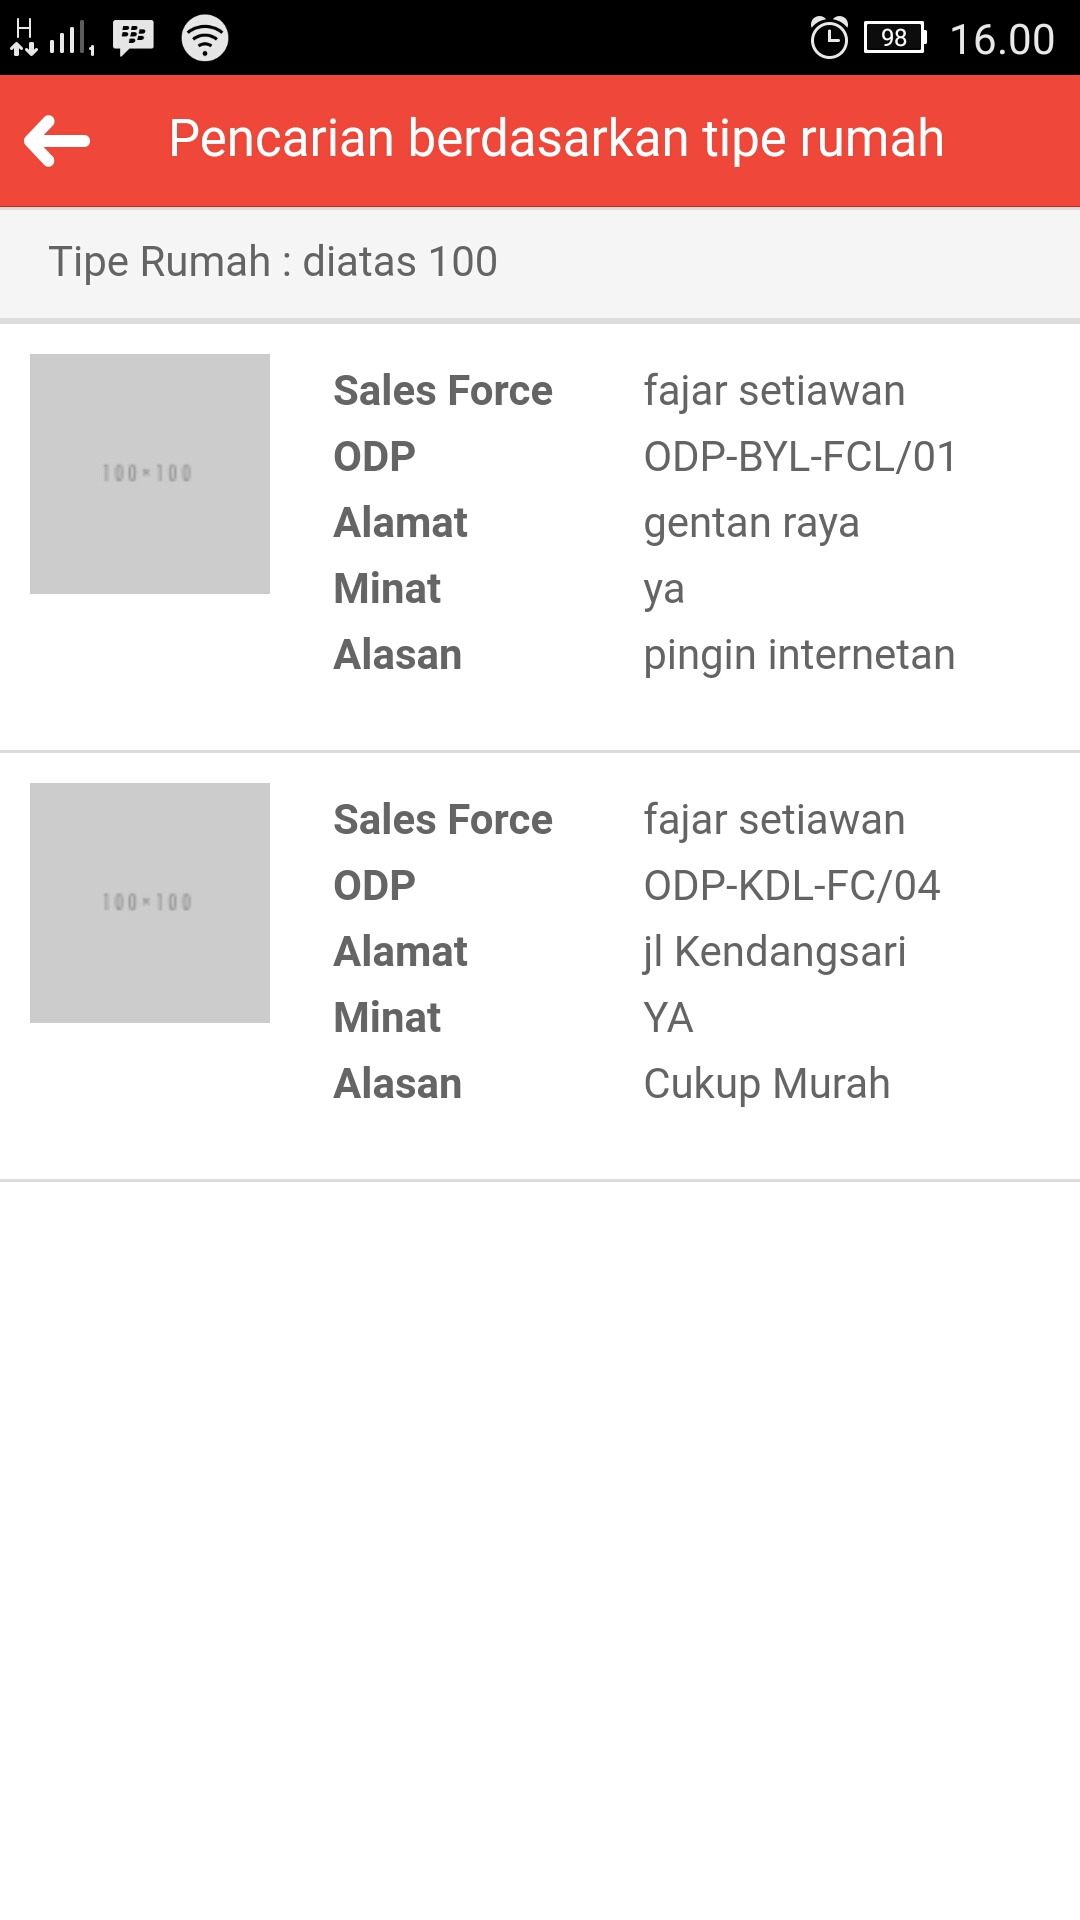 H
1
98 16.00
Pencarian berdasarkan tipe rumah
Tipe Rumah : diatas 100
100×100
Sales Force fajar setiawan
ODP ODP-BYL-FCL/01
Alamat gentan raya
Minat ya
Alasan pingin internetan
100×100
Sales Force fajar setiawan
ODP ODP-KDL-FC/04
Alamat jl Kendangsari
Minat YA
Alasan Cukup Murah